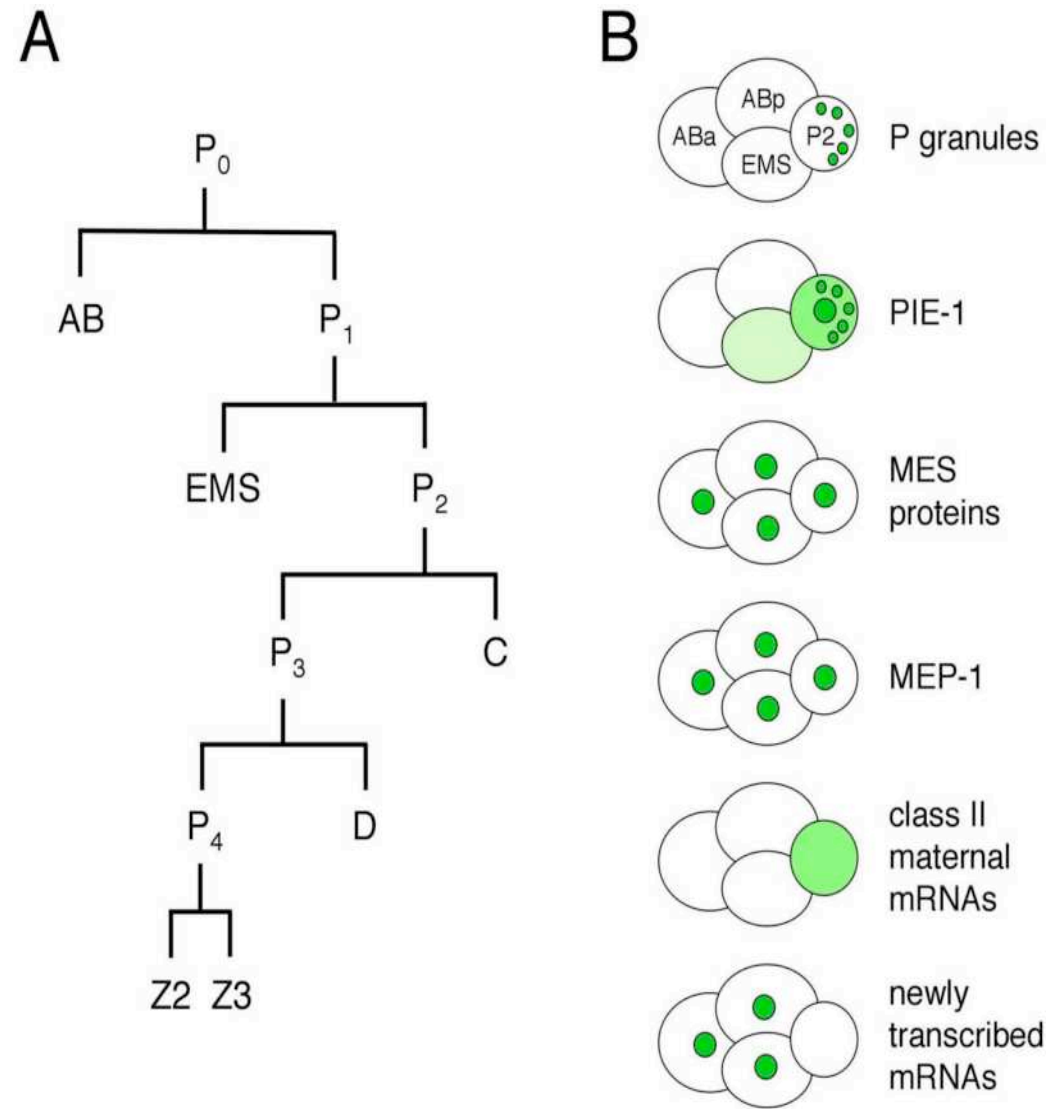 A
P0
AB
P1
EMS
P2
P3
C
P4
D
Z2 Z3
B
ABp
ABa
P2
EMS
P granules
PIE-1
MES
proteins
MEP-1
class II
maternal
mRNAs
newly
transcribed
mRNAs